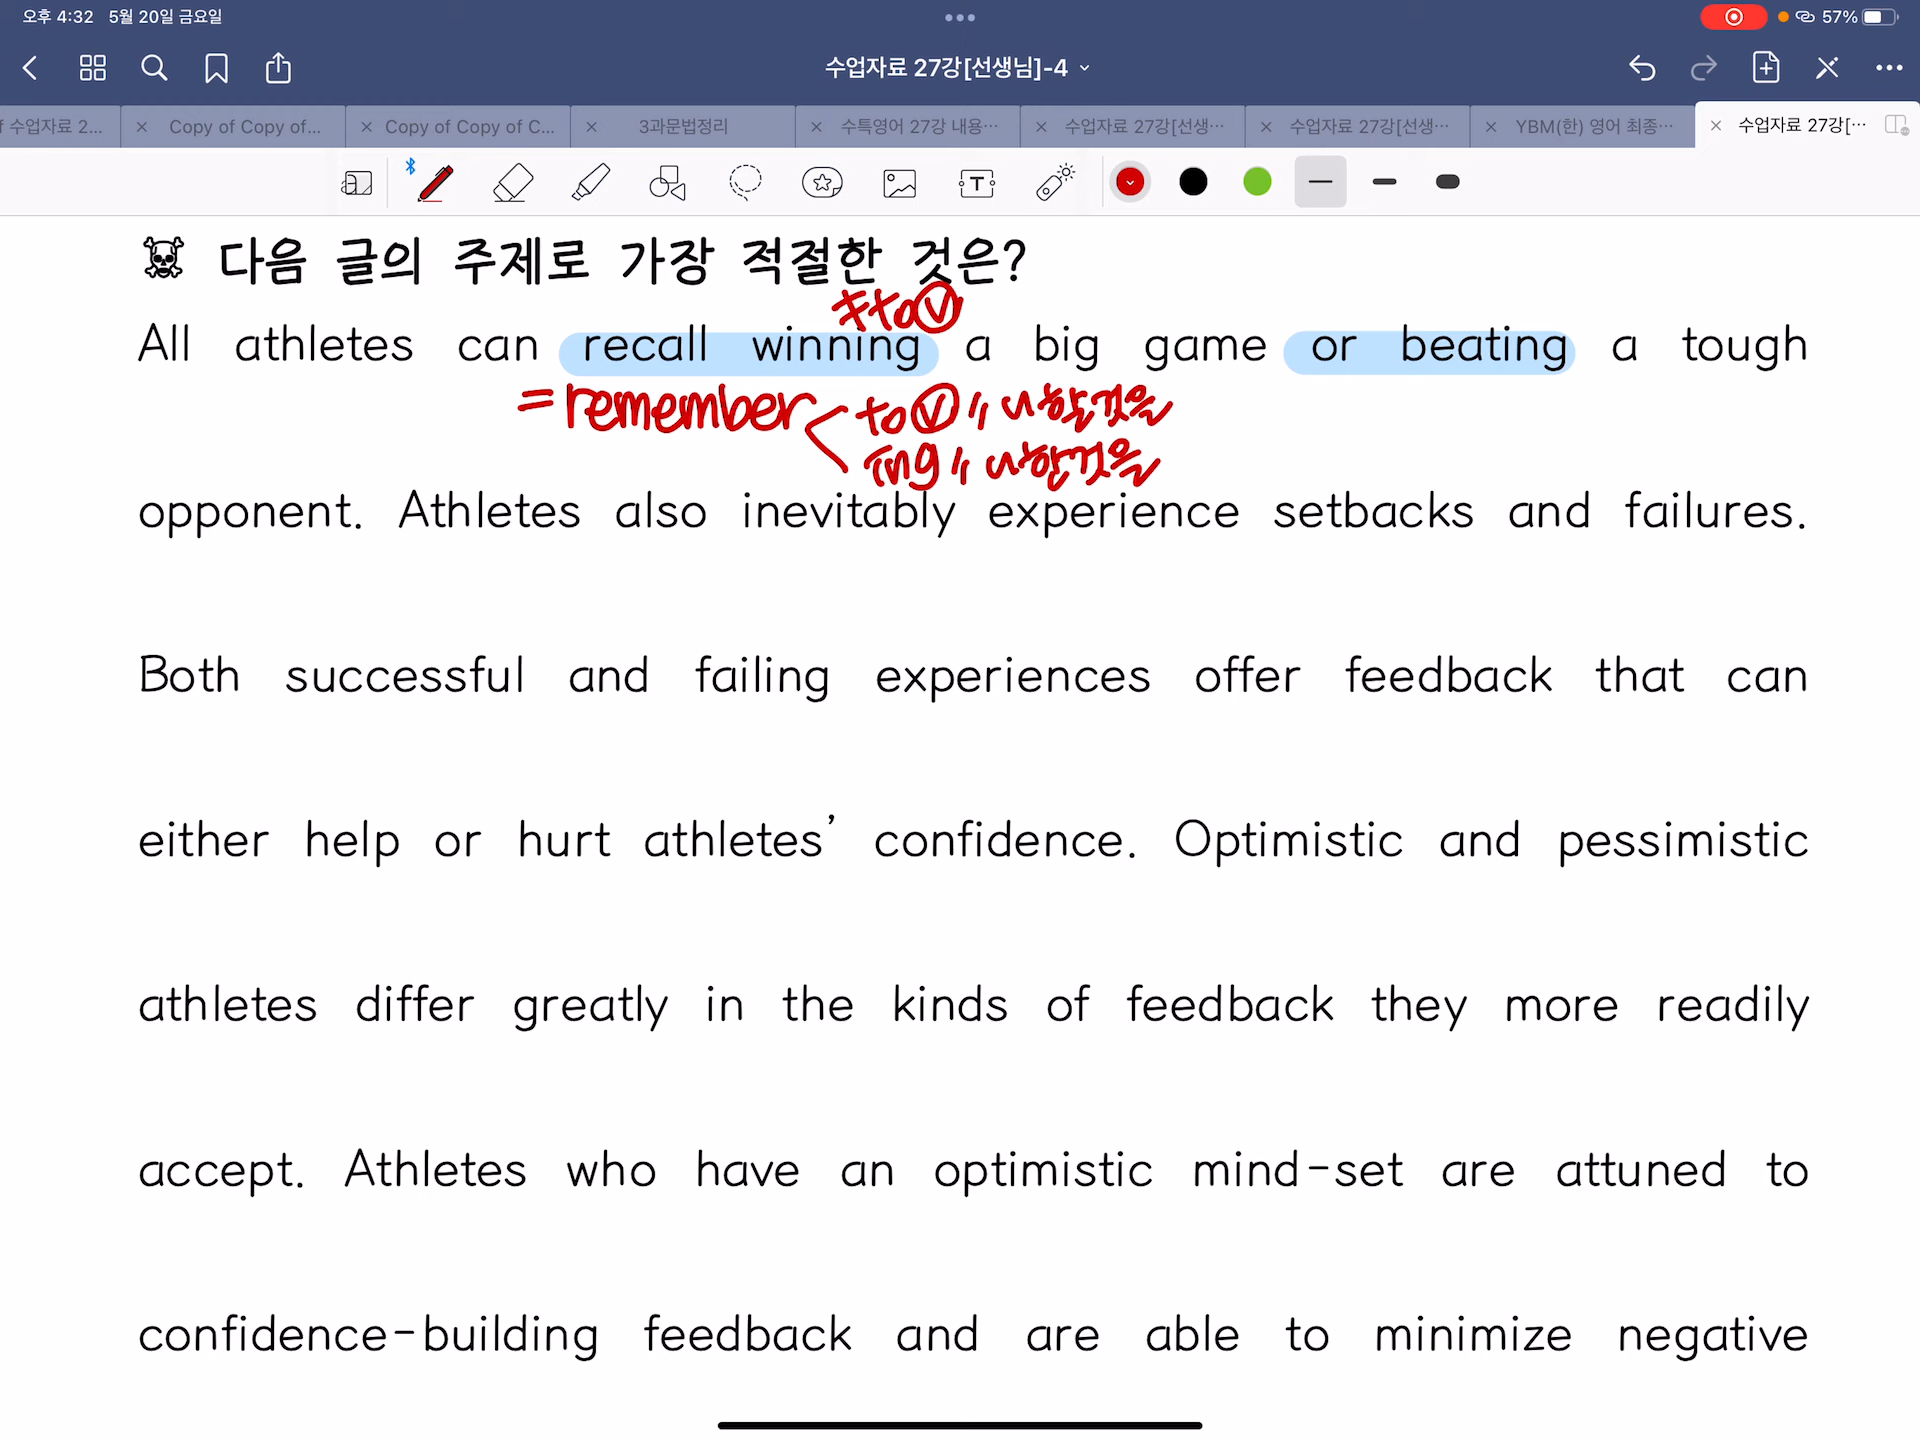 오후 4:32 5월 20일 금요일
57%
수업자료 27강[선생님]-4
f 수업자료 2...
Copy of Copy of...
Copy of Copy of C...
3과문법정리
수특영어 27강 내용…
수업자료 27강[선생…
수업자료 27강[선생…
YBM(한) 영어 최종…
수업자료 27강[…
다음 글의 주제로 가장 적절한 것은?
≠to ⓥ
All athletes can recall winning a big game or beating a tough
= remember to ⓥ 〃 ~할것을
ing 〃 ~한것을
opponent. Athletes also inevitably experience setbacks and failures.
Both successful and failing experiences offer feedback that can
either help or hurt athletes’ confidence. Optimistic and pessimistic
athletes differ greatly in the kinds of feedback they more readily
accept. Athletes who have an optimistic mind-set are attuned to
confidence-building feedback and are able to minimize negative